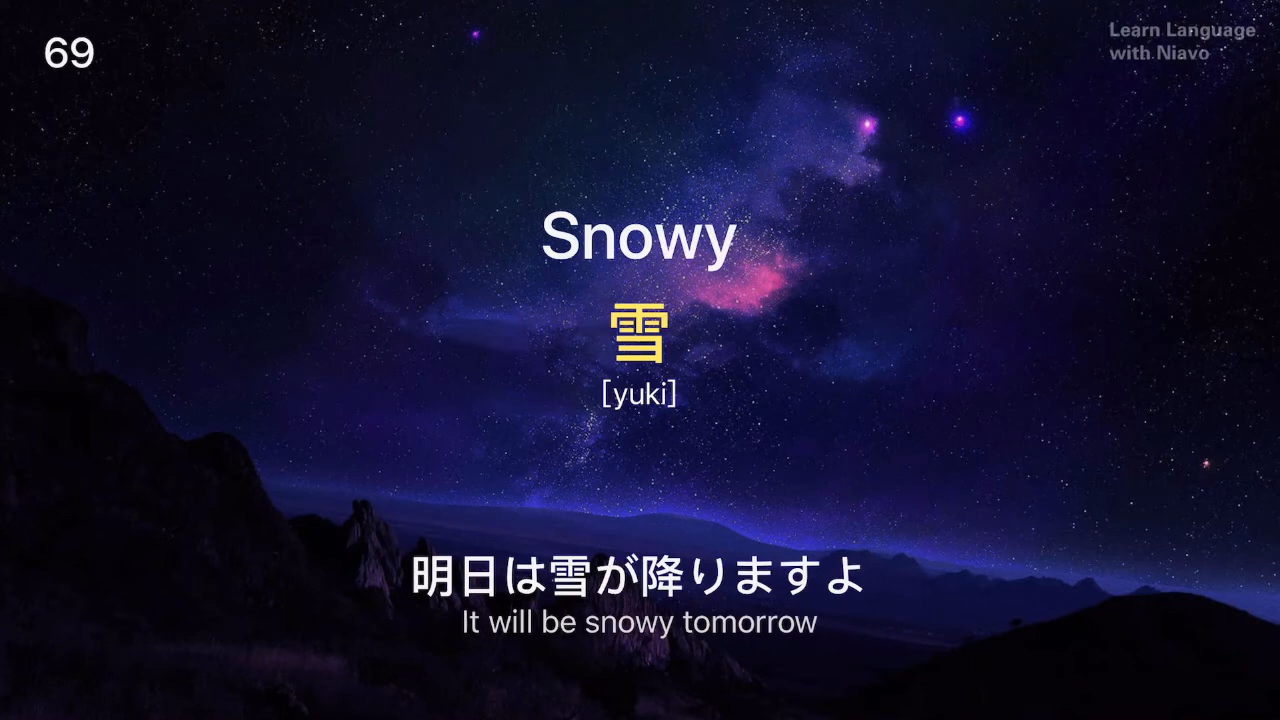 69
Learn Language
with Niavo
Snowy
雪
[yuki]
明日は雪が降りますよ
It will be snowy tomorrow